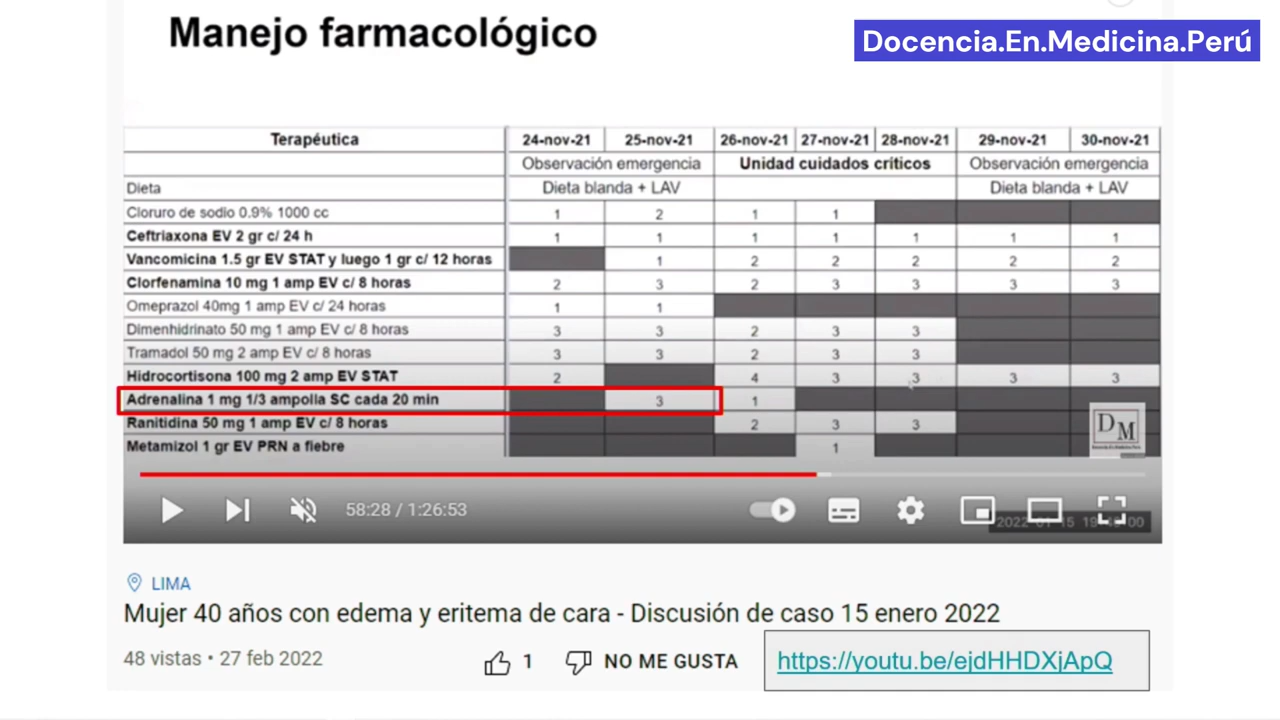 Manejo farmacológico
Docencia.En.Medicina.Perú
Terapéutica 24-nov-21 25-nov-21 26-nov-21 27-nov-21 28-nov-21 29-nov-21 30-nov-21
Observación emergencia Unidad cuidados críticos Observación emergencia
Dieta Dieta blanda + LAV Dieta blanda + LAV
Cloruro de sodio 0.9% 1000 cc 1 2 1 1
Ceftriaxona EV 2 gr c/ 24 h 1 1 1 1 1 1 1
Vancomicina 1.5 gr EV STAT y luego 1 gr c/ 12 horas 1 2 2 2 2 2
Clorfenamina 10 mg 1 amp EV c/ 8 horas 2 3 2 3 3 3 3
Omeprazol 40mg 1 amp EV c/ 24 horas 1 1
Dimenhidrinato 50 mg 1 amp EV c/ 8 horas 3 3 2 3 3
Tramadol 50 mg 2 amp EV c/ 8 horas 3 3 2 3 3
Hidrocortisona 100 mg 2 amp EV STAT 2 4 3 3 3 3
Adrenalina 1 mg 1/3 ampolla SC cada 20 min 3 1
Ranitidina 50 mg 1 amp EV c/ 8 horas 2 3 3
Metamizol 1 gr EV PRN a fiebre 1
DM
58:28 / 1:26:53
LIMA
Mujer 40 años con edema y eritema de cara - Discusión de caso 15 enero 2022
48 vistas • 27 feb 2022 1 NO ME GUSTA
https://youtu.be/ejdHHDXjApQ